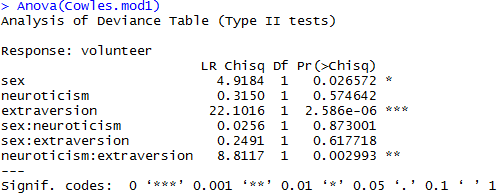 > Anova(Cowles.mod1)
Analysis of Deviance Table (Type II tests)
Response: volunteer
LR Chisq Df Pr(>Chisq)
sex 4.9184 1 0.026572 *
neuroticism 0.3150 1 0.574642
extraversion 22.1016 1 2.586e-06 ***
sex:neuroticism 0.0256 1 0.873001
sex:extraversion 0.2491 1 0.617718
neuroticism:extraversion 8.8117 1 0.002993 **
---
Signif. codes: 0 ‘***’ 0.001 ‘**’ 0.01 ‘*’ 0.05 ‘.’ 0.1 ‘ ’ 1